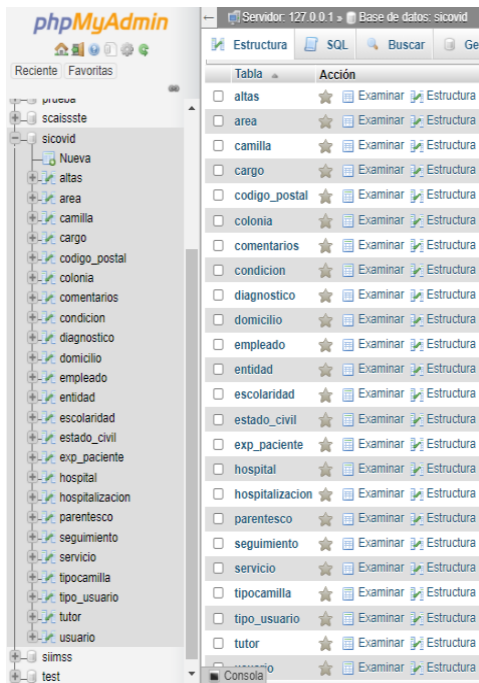 phpMyAdmin
Reciente Favoritas
prueba
scaissste
sicovid
Nueva
altas
area
camilla
cargo
codigo_postal
colonia
comentarios
condicion
diagnostico
domicilio
empleado
entidad
escolaridad
estado_civil
exp_paciente
hospital
hospitalizacion
parentesco
seguimiento
servicio
tipocamilla
tipo_usuario
tutor
usuario
siimss
test
Servidor: 127.0.0.1 » Base de datos: sicovid
Estructura SQL Buscar Ge
Tabla Acción
altas Examinar Estructura
area Examinar Estructura
camilla Examinar Estructura
cargo Examinar Estructura
codigo_postal Examinar Estructura
colonia Examinar Estructura
comentarios Examinar Estructura
condicion Examinar Estructura
diagnostico Examinar Estructura
domicilio Examinar Estructura
empleado Examinar Estructura
entidad Examinar Estructura
escolaridad Examinar Estructura
estado_civil Examinar Estructura
exp_paciente Examinar Estructura
hospital Examinar Estructura
hospitalizacion Examinar Estructura
parentesco Examinar Estructura
seguimiento Examinar Estructura
servicio Examinar Estructura
tipocamilla Examinar Estructura
tipo_usuario Examinar Estructura
tutor Examinar Estructura
usuario Examinar Estructura
Consola